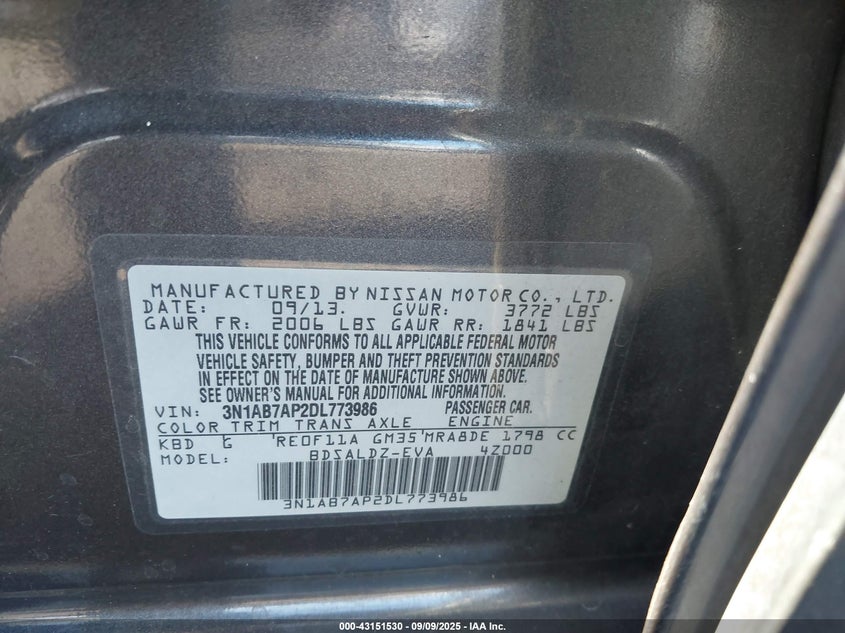 MANUFACTURED BY NISSAN MOTOR CO., LTD.
DATE: 09/13. GVWR: 3772 LBS
GAWR FR: 2006 LBS GAWR RR: 1841 LBS
THIS VEHICLE CONFORMS TO ALL APPLICABLE FEDERAL MOTOR
VEHICLE SAFETY, BUMPER AND THEFT PREVENTION STANDARDS
IN EFFECT ON THE DATE OF MANUFACTURE SHOWN ABOVE.
SEE OWNER'S MANUAL FOR ADDITIONAL INFORMATION.
VIN: 3N1AB7AP2DL773986 PASSENGER CAR.
COLOR TRIM TRANS AXLE ENGINE
KBD G 'RE0F11A GM35'MRA8DE 1798 CC
MODEL: BDSALDZ-EVA 4Z000
3N1AB7AP2DL773986
000-43151530 - 09/09/2025 - IAA Inc.